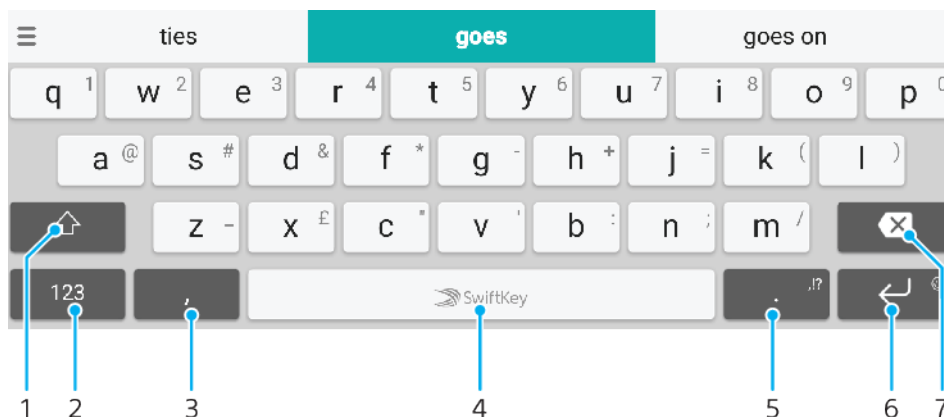 ties goes goes on
q 1 w 2 e 3 r 4 t 5 y 6 u 7 i 8 o 9 p 0
a @ s # d & f * g - h + j = k ( l )
z _ x £ c " v ' b : n ; m /
123 , SwiftKey . ,!?
1 2 3 4 5 6 7